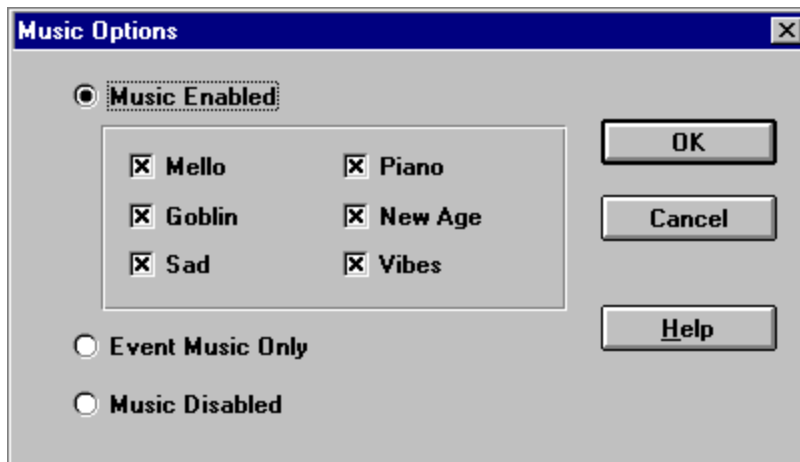 Music Options
Music Enabled
Mello
Piano
Goblin
New Age
Sad
Vibes
Event Music Only
Music Disabled
OK
Cancel
Help